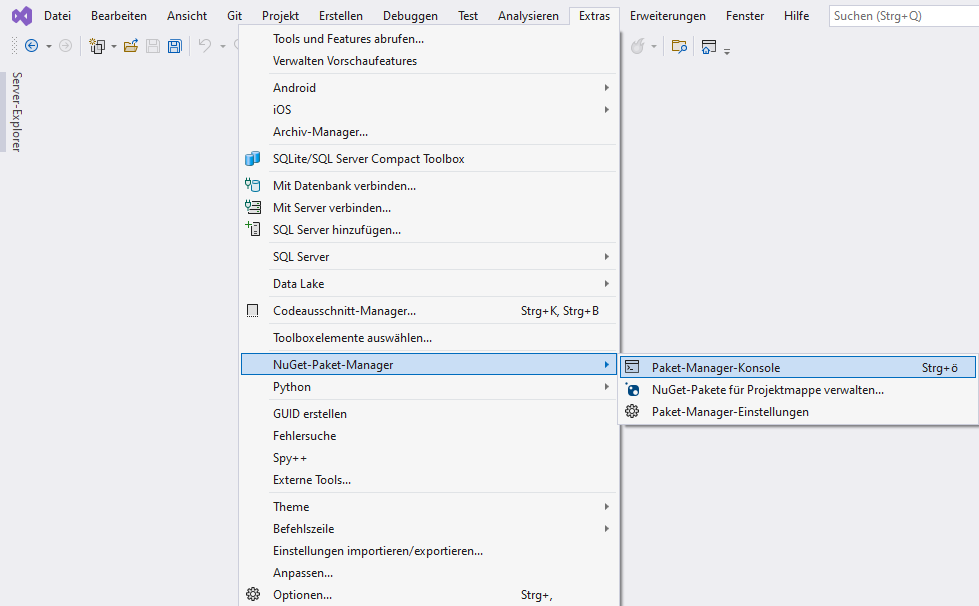 Datei Bearbeiten Ansicht Git Projekt Erstellen Debuggen Test Analysieren Extras Erweiterungen Fenster Hilfe Suchen (Strg+Q)
Server-Explorer
Tools und Features abrufen...
Verwalten Vorschaufeatures
Android
iOS
Archiv-Manager...
SQLite/SQL Server Compact Toolbox
Mit Datenbank verbinden...
Mit Server verbinden...
SQL Server hinzufügen...
SQL Server
Data Lake
Codeausschnitt-Manager... Strg+K, Strg+B
Toolboxelemente auswählen...
NuGet-Paket-Manager
Paket-Manager-Konsole Strg+ö
NuGet-Pakete für Projektmappe verwalten...
Paket-Manager-Einstellungen
Python
GUID erstellen
Fehlersuche
Spy++
Externe Tools...
Theme
Befehlszeile
Einstellungen importieren/exportieren...
Anpassen...
Optionen... Strg+,